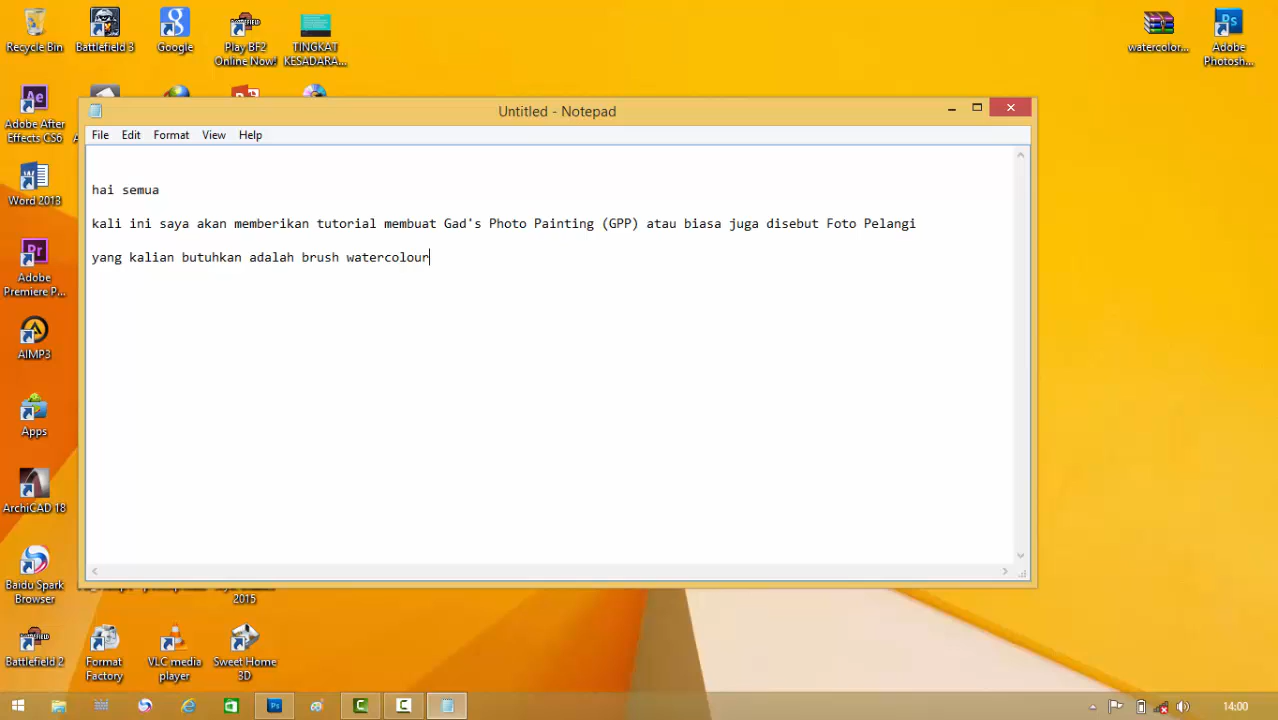 Recycle Bin
Battlefield 3
Google
Play BF2 Online Now!
TINGKAT KESADARA...
watercolor...
Adobe Photosh...
Adobe After Effects CS6
Untitled - Notepad
File Edit Format View Help
hai semua
kali ini saya akan memberikan tutorial membuat Gad's Photo Painting (GPP) atau biasa juga disebut Foto Pelangi
yang kalian butuhkan adalah brush watercolour
Word 2013
Adobe Premiere P...
AIMP3
Apps
ArchiCAD 18
Baidu Spark Browser
2015
Battlefield 2
Format Factory
VLC media player
Sweet Home 3D
14:00